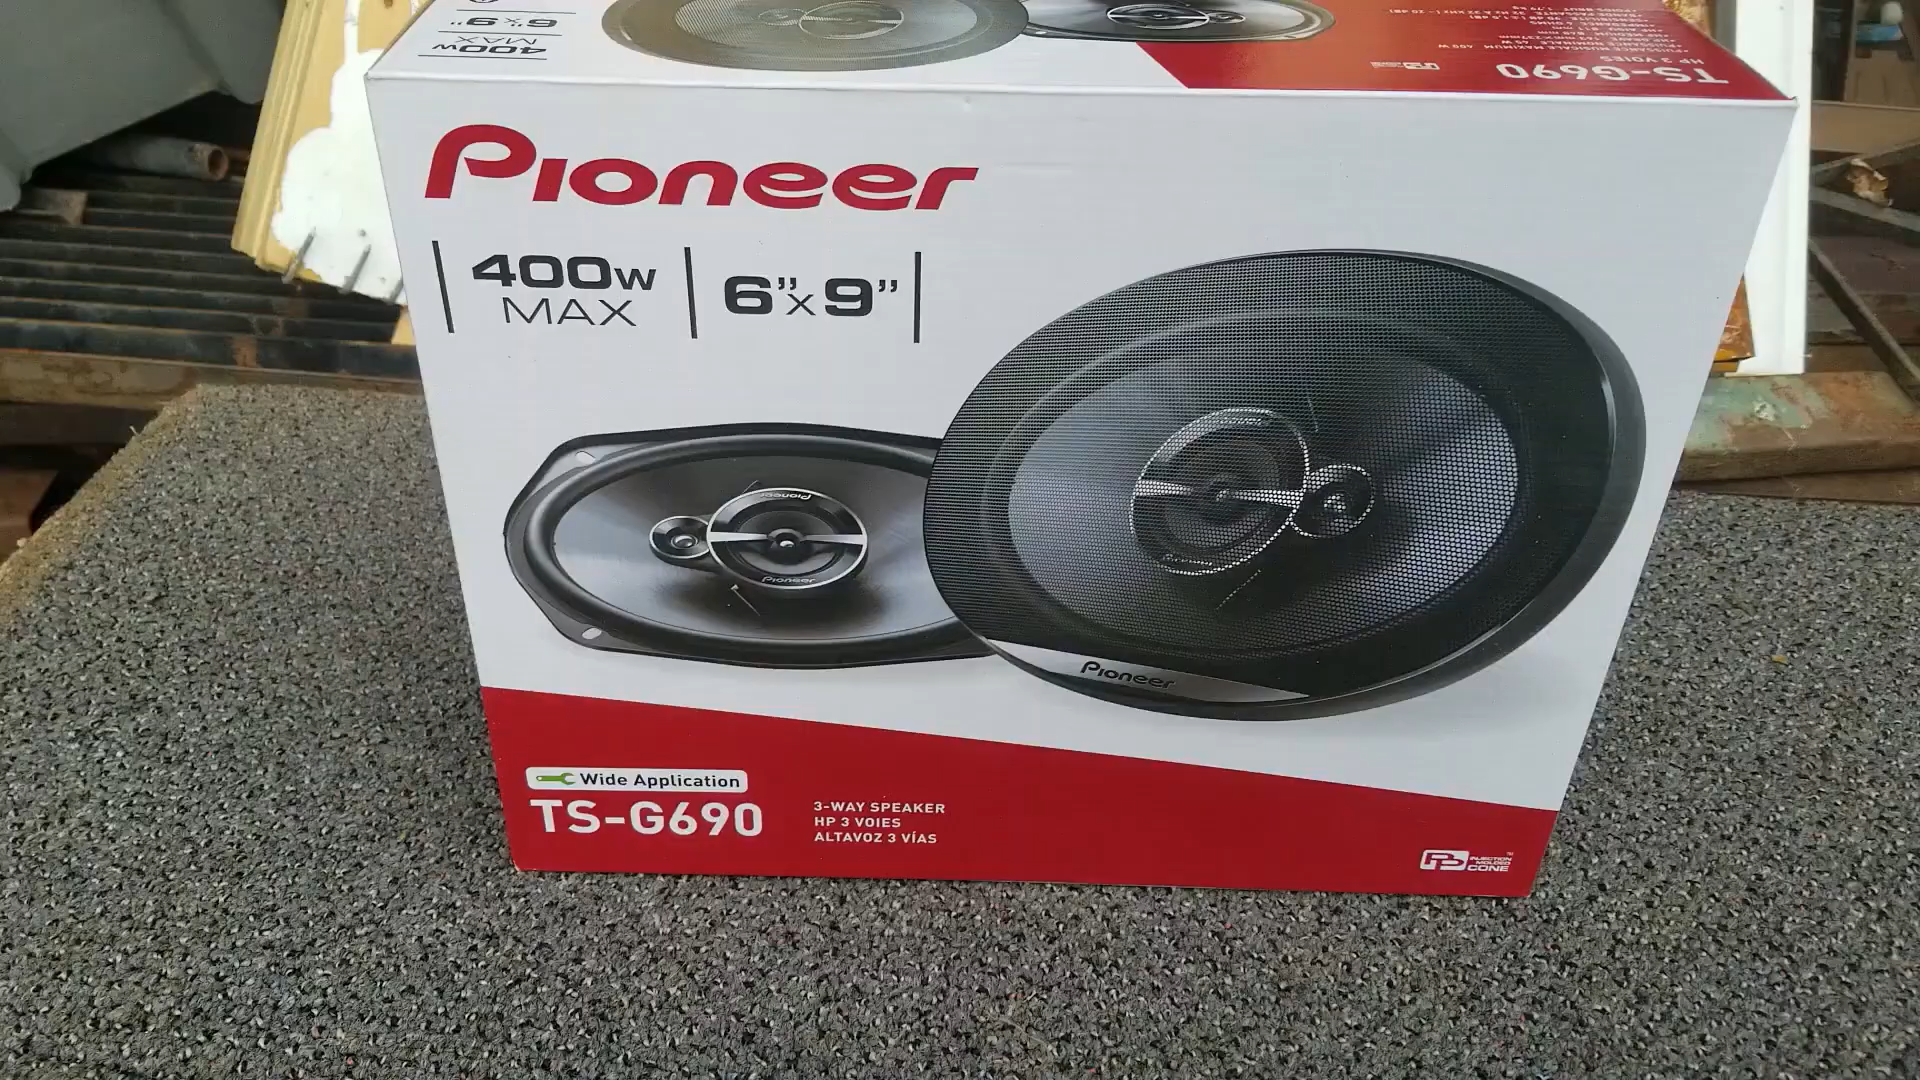 6"x9"
400W
MAX
TS-G690
HP 3 VOIES
Pioneer
400W
MAX
6"x9"
Pioneer
Pioneer
Pioneer
Wide Application
TS-G690
3-WAY SPEAKER
HP 3 VOIES
ALTAVOZ 3 VÍAS
INJECTION
MOLDED
CONE
TM